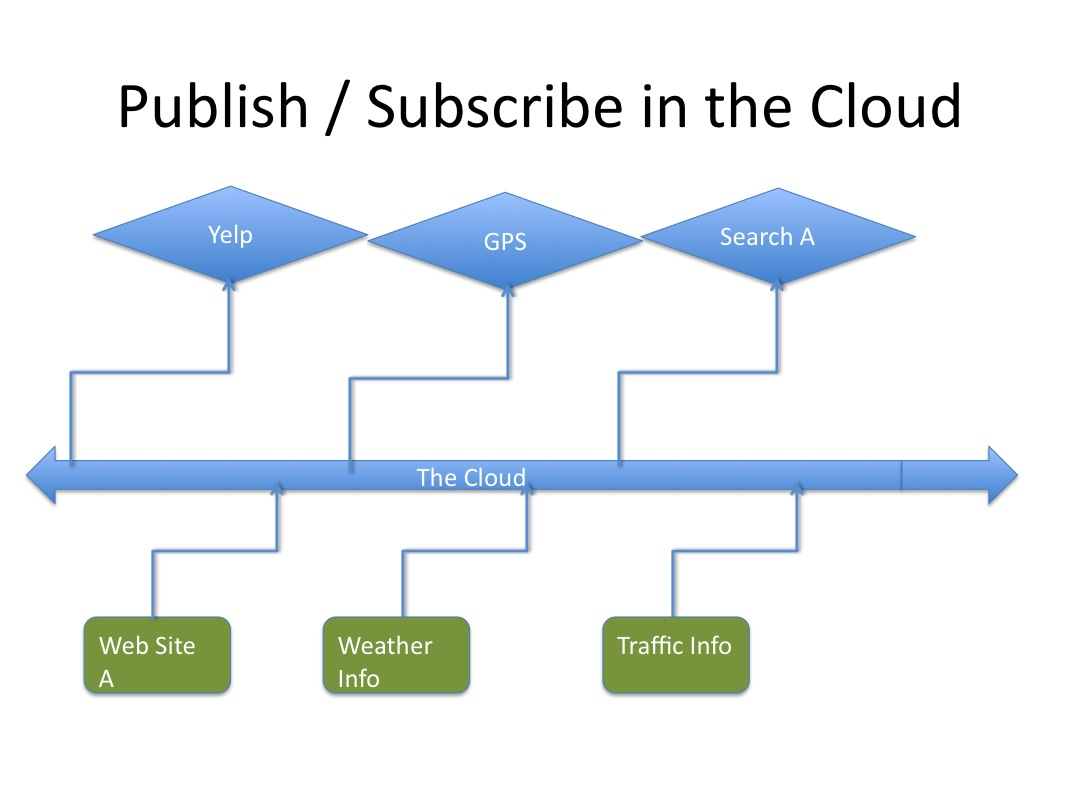 Publish / Subscribe in the Cloud
Yelp
GPS
Search A
The Cloud
Web Site
A
Weather
Info
Traffic Info